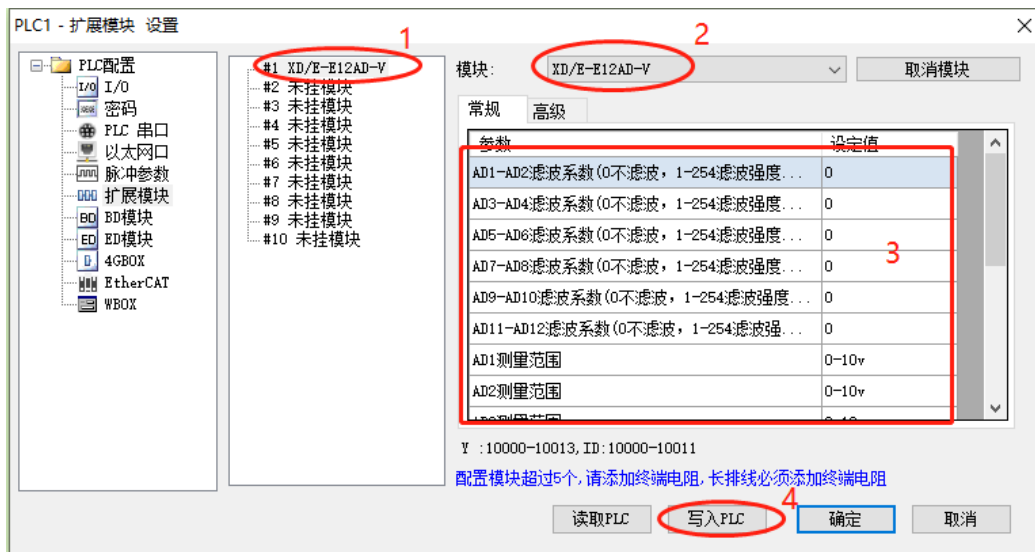 PLC1 - 扩展模块 设置
PLC配置
I/O I/O
密码
PLC 串口
以太网口
脉冲参数
扩展模块
BD BD模块
ED ED模块
4GBOX
EtherCAT
WBOX
1
#1 XD/E-E12AD-V
#2 未挂模块
#3 未挂模块
#4 未挂模块
#5 未挂模块
#6 未挂模块
#7 未挂模块
#8 未挂模块
#9 未挂模块
#10 未挂模块
2
模块: XD/E-E12AD-V 取消模块
常规 高级
参数 设定值
AD1-AD2滤波系数(0不滤波，1-254滤波强度... 0
AD3-AD4滤波系数(0不滤波，1-254滤波强度... 0
AD5-AD6滤波系数(0不滤波，1-254滤波强度... 0
AD7-AD8滤波系数(0不滤波，1-254滤波强度... 0
3
AD9-AD10滤波系数(0不滤波，1-254滤波强度... 0
AD11-AD12滤波系数(0不滤波，1-254滤波强... 0
AD1测量范围 0-10v
AD2测量范围 0-10v
Y :10000-10013,ID:10000-10011
配置模块超过5个,请添加终端电阻,长排线必须添加终端电阻
4
读取PLC 写入PLC 确定 取消